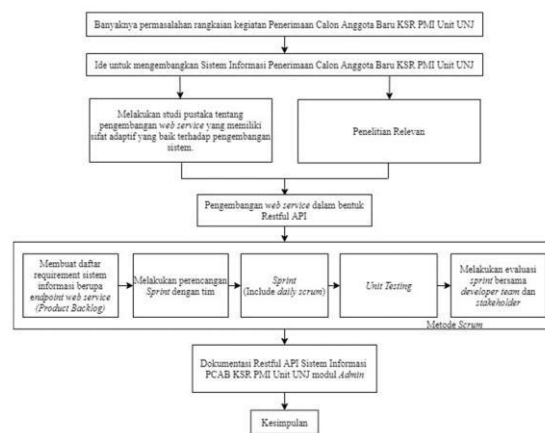 Banyaknya permasalahan rangkaian kegiatan Penerimaan Calon Anggota Baru KSR PMI Unit UNJ
Ide untuk mengembangkan Sistem Informasi Penerimaan Calon Anggota Baru KSR PMI Unit UNJ
Melakukan studi pustaka tentang
pengembangan web service yang memiliki
sifat adaptif yang baik terhadap pengembangan
sistem.
Penelitian Relevan
Pengembangan web service dalam bentuk
Restful API
Membuat daftar
requirement sistem
informasi berupa
endpoint web service
(Product Backlog)
Melakukan perencangan
Sprint dengan tim
Sprint
(Include daily scrum)
Unit Testing
Melakukan evaluasi
sprint bersama
developer team dan
stakeholder
Metode Scrum
Dokumentasi Restful API Sistem Informasi
PCAB KSR PMI Unit UNJ modul Admin
Kesimpulan